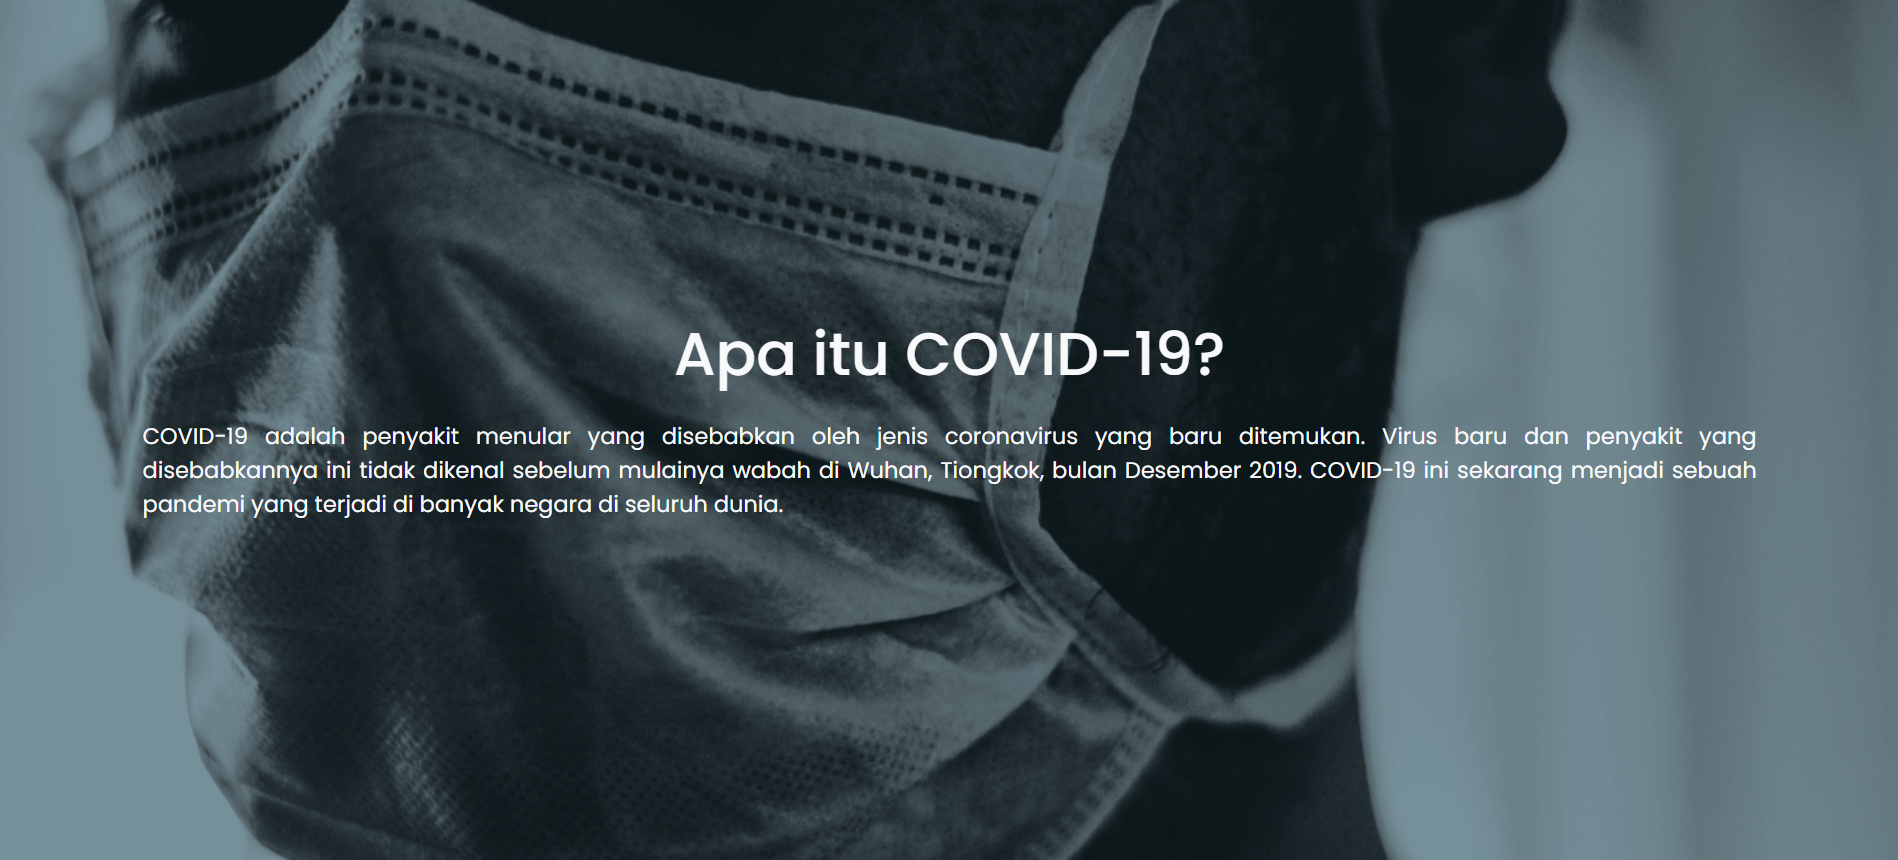 Apa itu COVID-19?
COVID-19 adalah penyakit menular yang disebabkan oleh jenis coronavirus yang baru ditemukan. Virus baru dan penyakit yang
disebabkannya ini tidak dikenal sebelum mulainya wabah di Wuhan, Tiongkok, bulan Desember 2019. COVID-19 ini sekarang menjadi sebuah
pandemi yang terjadi di banyak negara di seluruh dunia.